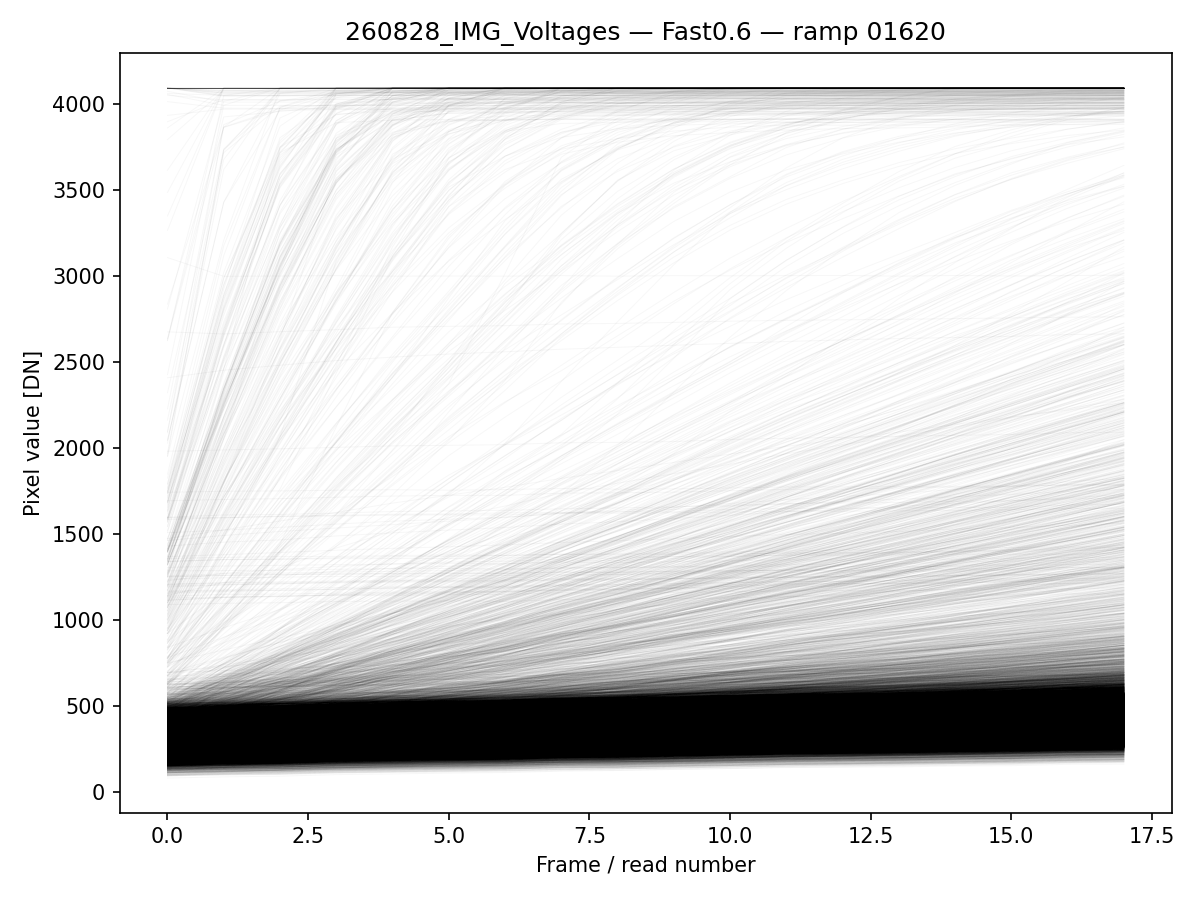 260828_IMG_Voltages — Fast0.6 — ramp 01620
Pixel value [DN]
4000
3500
3000
2500
2000
1500
1000
500
0
0.0 2.5 5.0 7.5 10.0 12.5 15.0 17.5
Frame / read number